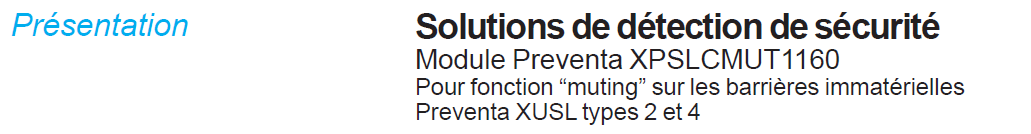 Présentation
Solutions de détection de sécurité
Module Preventa XPSLCMUT1160
Pour fonction “muting” sur les barrières immatérielles
Preventa XUSL types 2 et 4